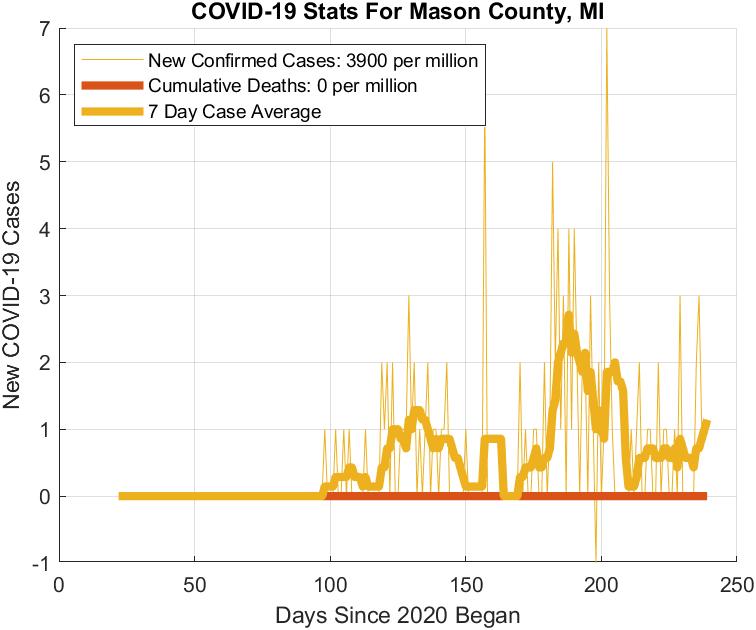 COVID-19 Stats For Mason County, MI
7
New Confirmed Cases: 3900 per million
Cumulative Deaths: 0 per million
7 Day Case Average
6
5
4
3
2
1
0
-1
New COVID-19 Cases
0 50 100 150 200 250
Days Since 2020 Began